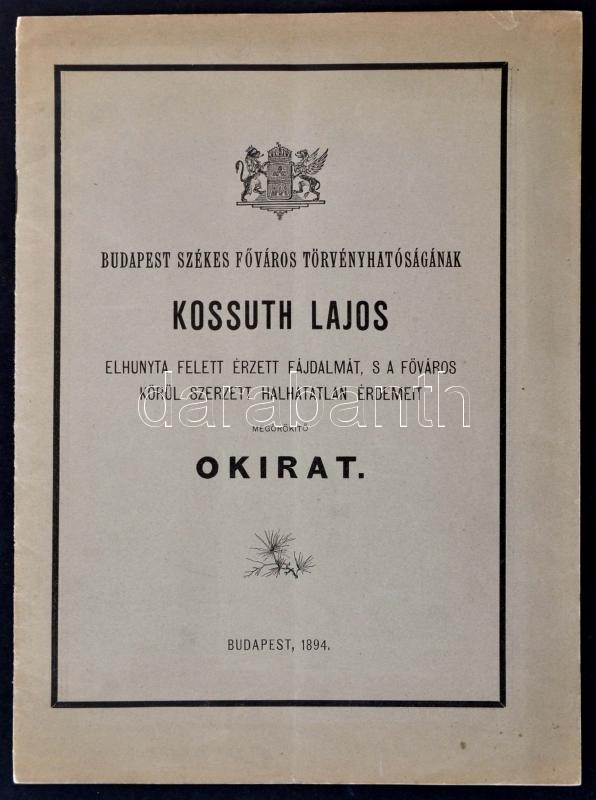 BUDAPEST SZÉKES FŐVÁROS TÖRVÉNYHATÓSÁGÁNAK
KOSSUTH LAJOS
ELHUNYTA FELETT ÉRZETT FÁJDALMÁT, S A FŐVÁROS
KÖRÜL SZERZETT HALHATATLAN ÉRDEMEIT
darabanth
MEGÖRÖKITŐ
OKIRAT.
BUDAPEST, 1894.